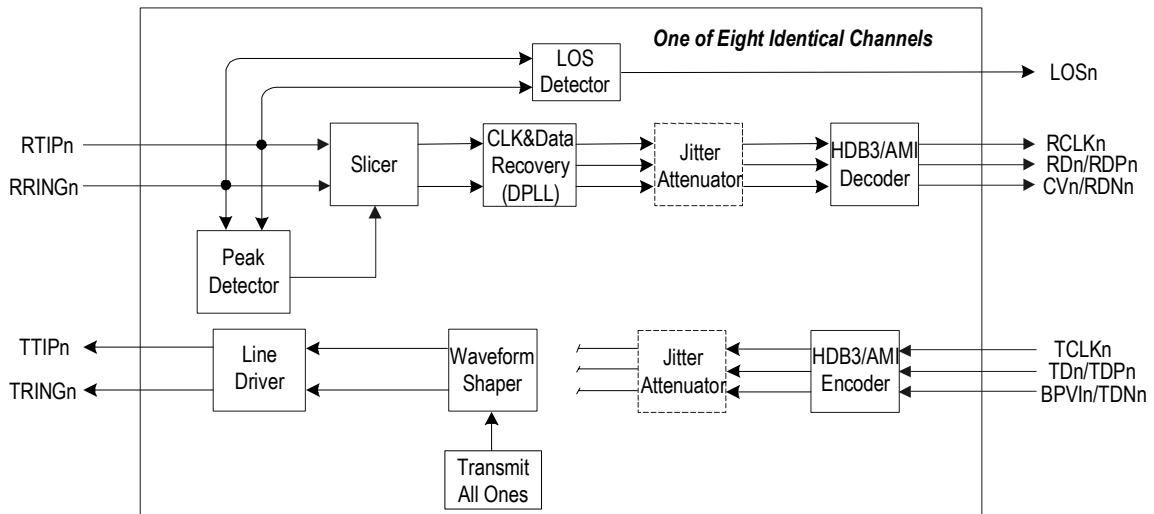 One of Eight Identical Channels
LOS
Detector
LOSn
RTIPn
RRINGn
Slicer
CLK&Data
Recovery
(DPLL)
Jitter
Attenuator
HDB3/AMI
Decoder
RCLKn
RDn/RDPn
CVn/RDNn
Peak
Detector
TTIPn
TRINGn
Line
Driver
Waveform
Shaper
Jitter
Attenuator
HDB3/AMI
Encoder
TCLKn
TDn/TDPn
BPVIn/TDNn
Transmit
All Ones